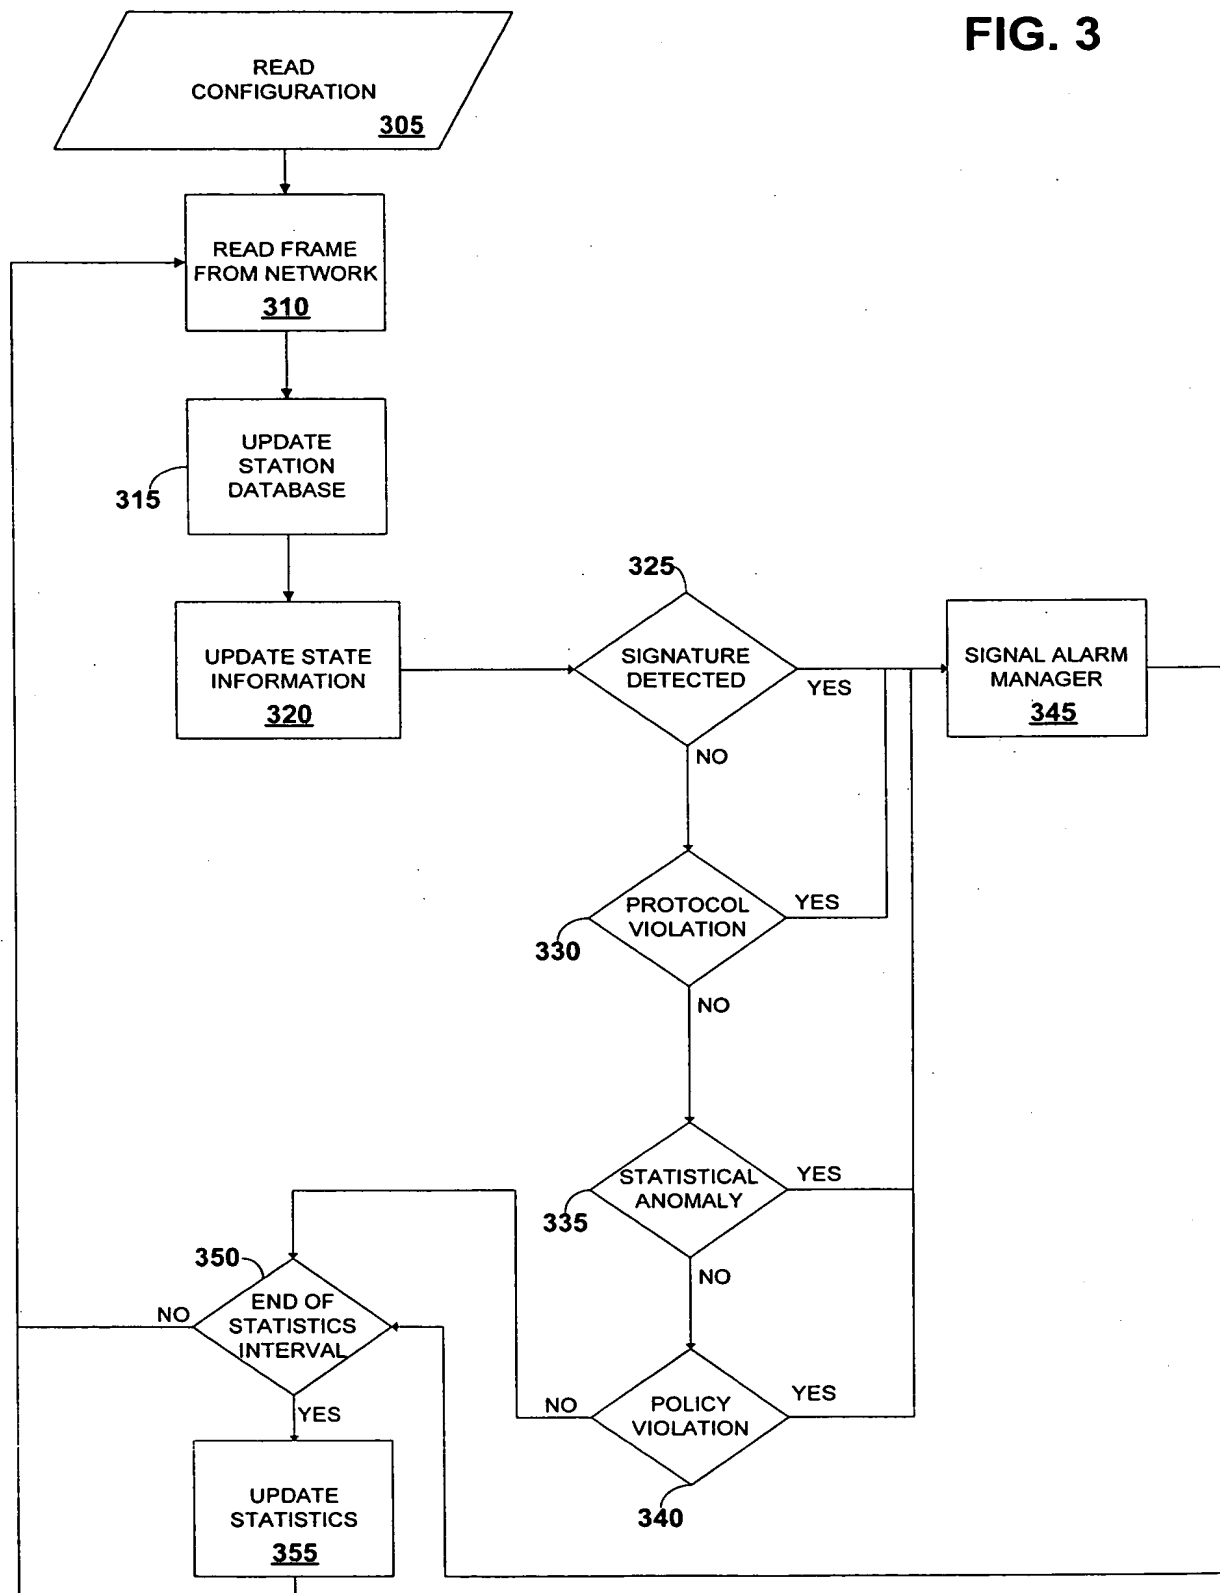 FIG. 3
READ
CONFIGURATION
305
READ FRAME
FROM NETWORK
310
UPDATE
STATION
DATABASE
315
325
UPDATE STATE
INFORMATION
320
SIGNATURE
DETECTED
YES
NO
SIGNAL ALARM
MANAGER
345
PROTOCOL
VIOLATION
YES
330
NO
STATISTICAL
ANOMALY
YES
335
NO
350
END OF
STATISTICS
INTERVAL
NO
YES
POLICY
VIOLATION
YES
NO
340
UPDATE
STATISTICS
355